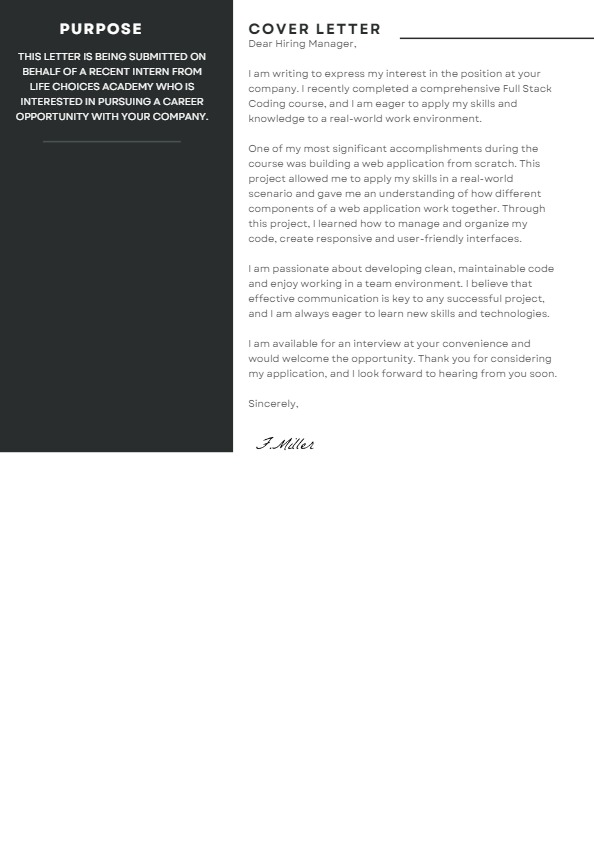 PURPOSE
THIS LETTER IS BEING SUBMITTED ON
BEHALF OF A RECENT INTERN FROM
LIFE CHOICES ACADEMY WHO IS
INTERESTED IN PURSUING A CAREER
OPPORTUNITY WITH YOUR COMPANY.
COVER LETTER
Dear Hiring Manager,
I am writing to express my interest in the position at your
company. I recently completed a comprehensive Full Stack
Coding course, and I am eager to apply my skills and
knowledge to a real-world work environment.
One of my most significant accomplishments during the
course was building a web application from scratch. This
project allowed me to apply my skills in a real-world
scenario and gave me an understanding of how different
components of a web application work together. Through
this project, I learned how to manage and organize my
code, create responsive and user-friendly interfaces.
I am passionate about developing clean, maintainable code
and enjoy working in a team environment. I believe that
effective communication is key to any successful project,
and I am always eager to learn new skills and technologies.
I am available for an interview at your convenience and
would welcome the opportunity. Thank you for considering
my application, and I look forward to hearing from you soon.
Sincerely,
F.Miller